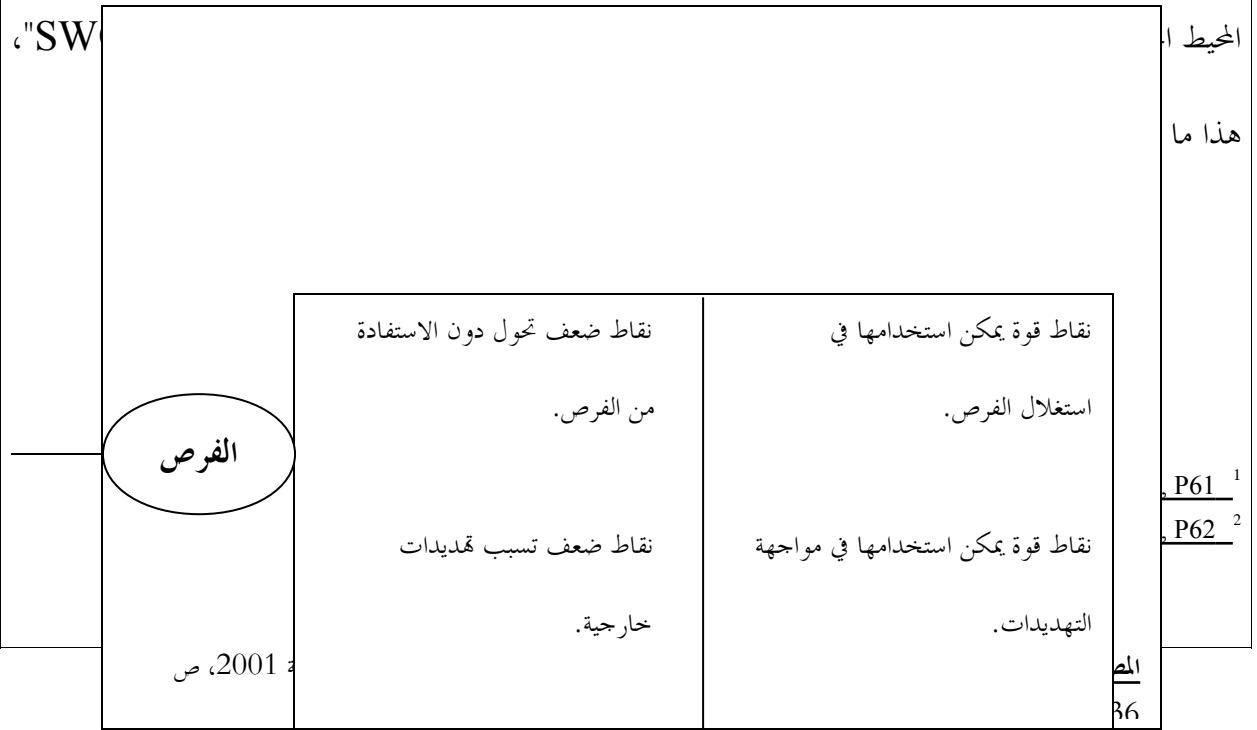 المحيط
"SW
،
هذا ما
نقاط قوة يمكن استخدامها في
استغلال الفرص.
نقاط ضعف تحول دون الاستفادة
من الفرص.
الفرص
نقاط قوة يمكن استخدامها في مواجهة
التهديدات.
نقاط ضعف تسبب تهديدات
خارجية.
2001، ص
36
1 , P61
2 , P62